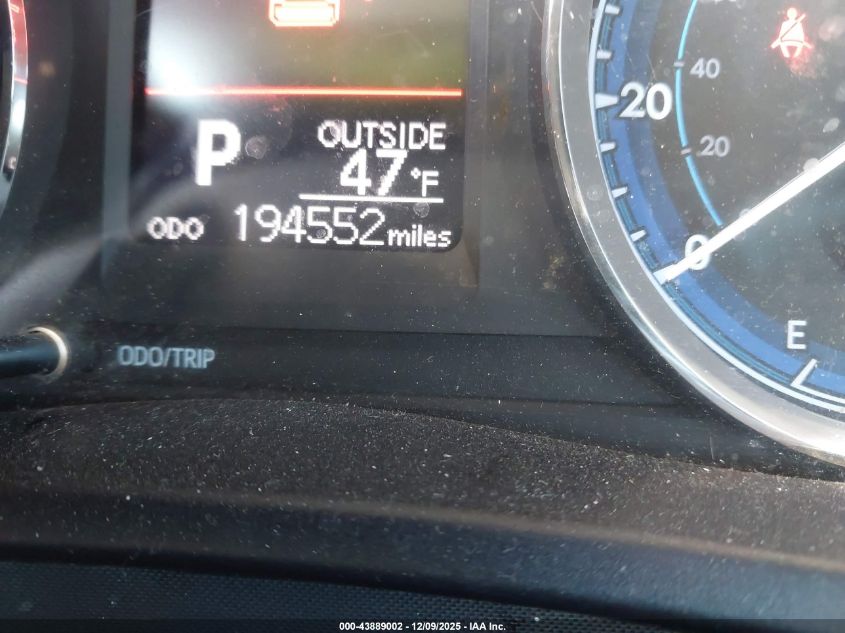 P OUTSIDE
47°F
ODO 194552 miles
ODO/TRIP
40
20
20
0
E
000-43889002 - 12/09/2025 - IAA Inc.